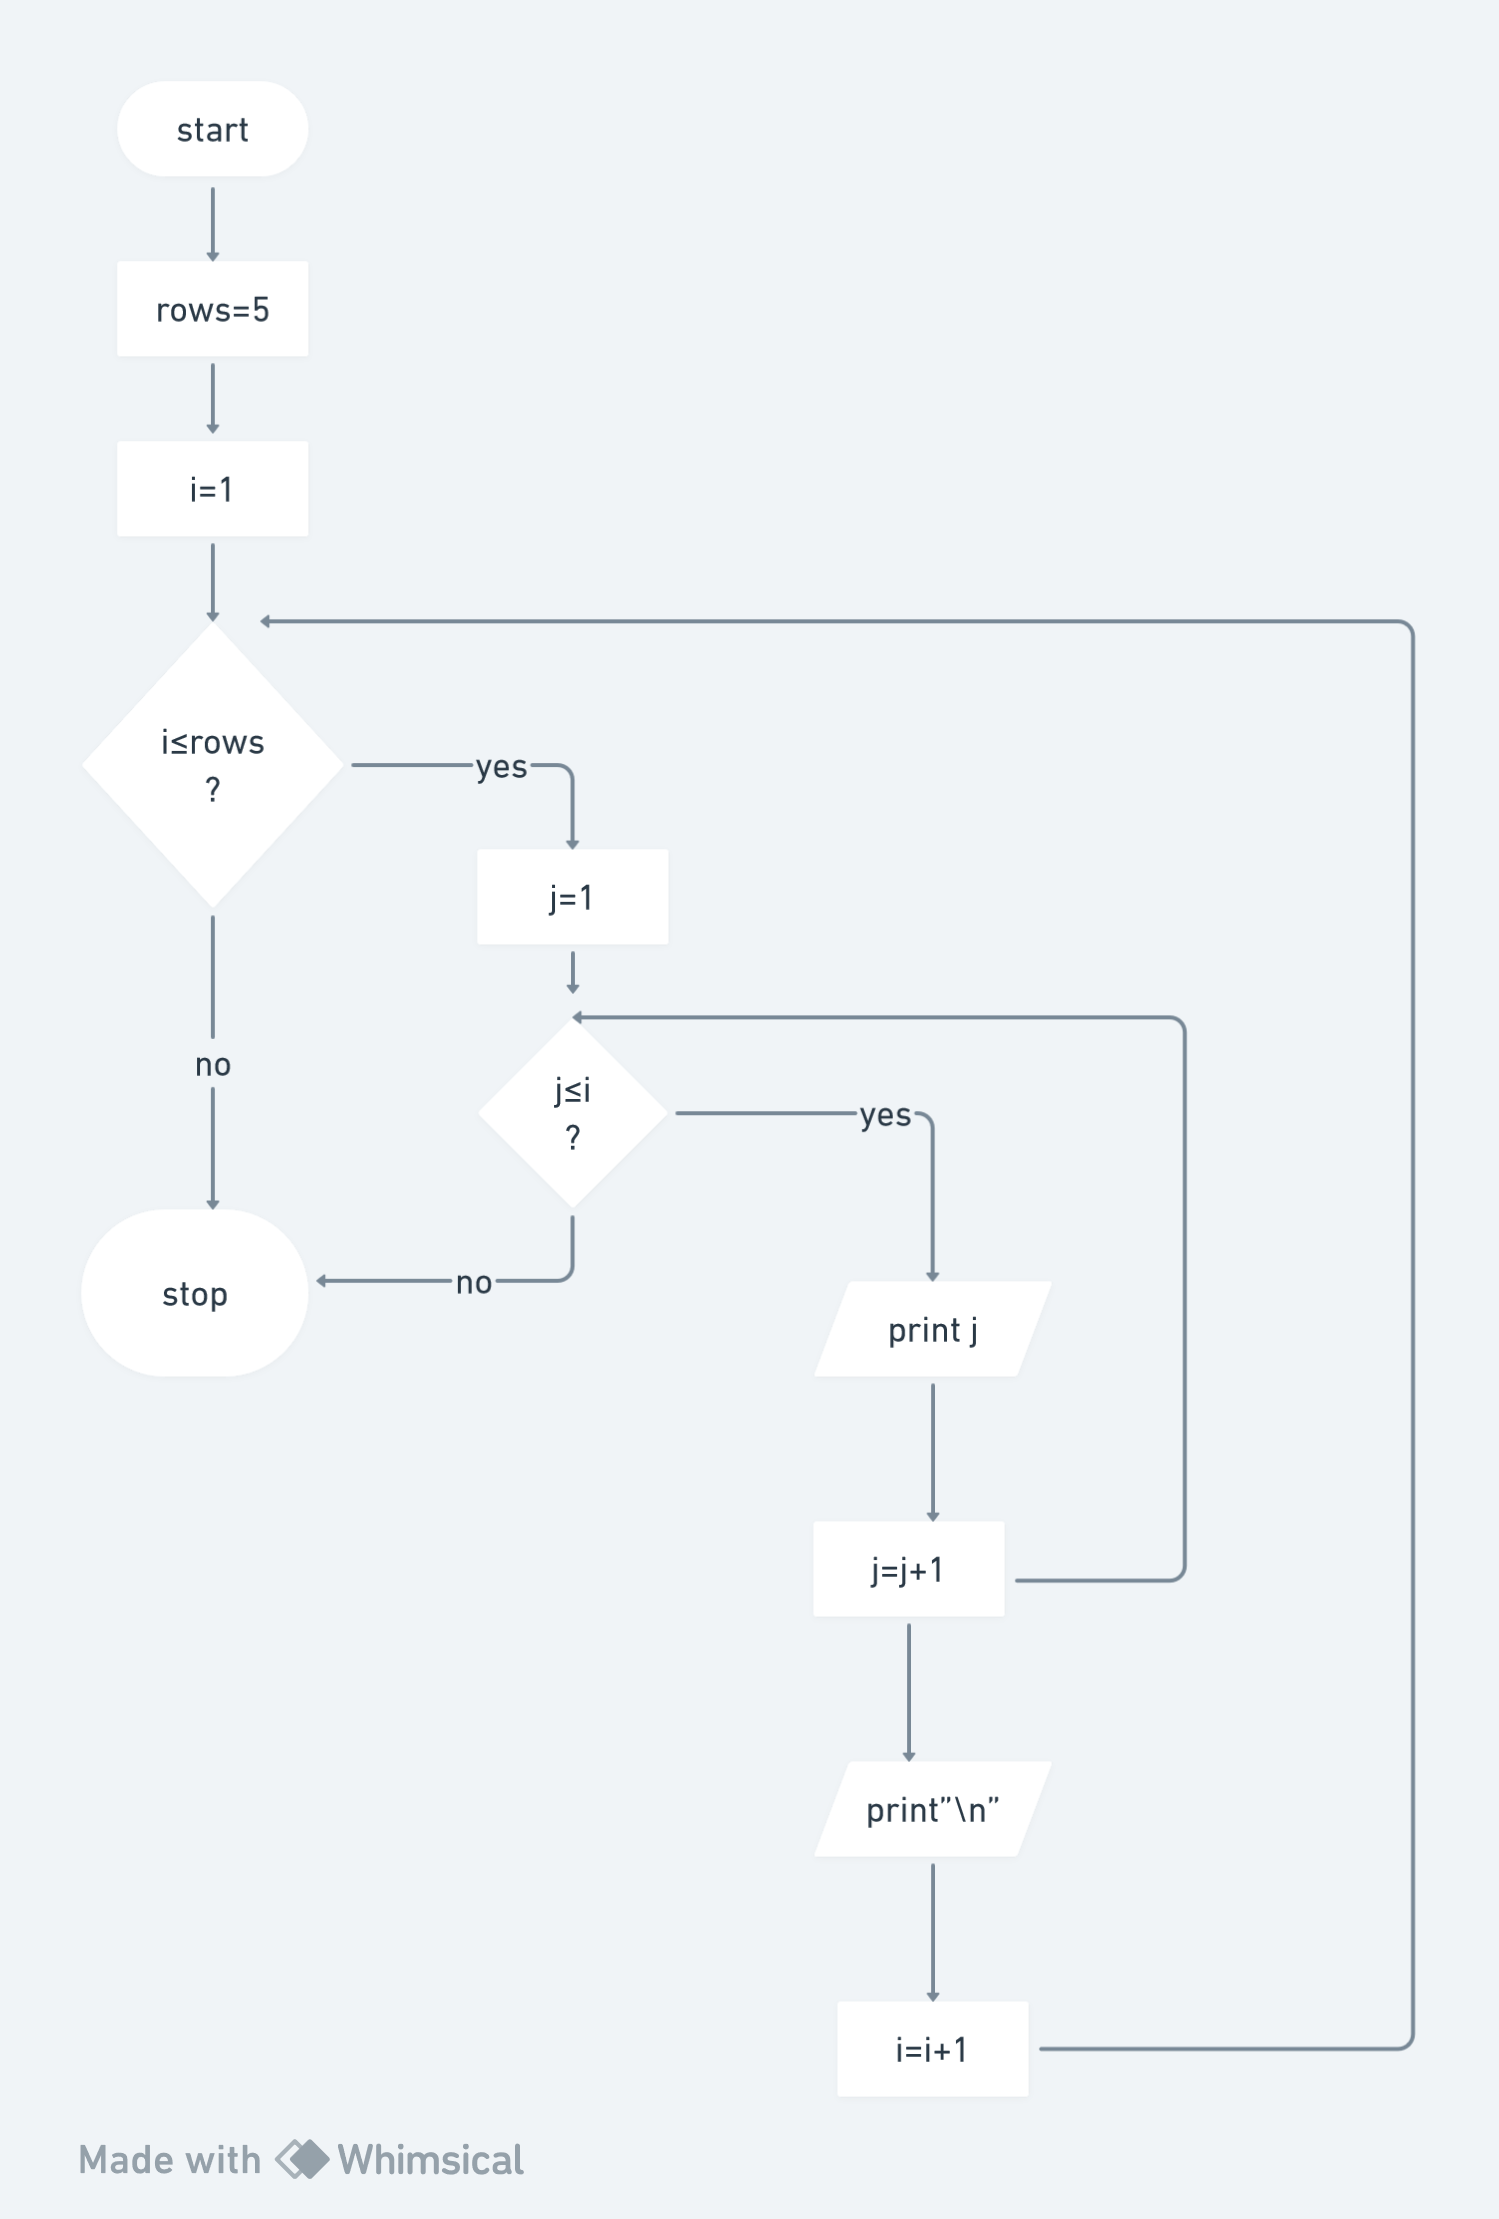 start
rows=5
i=1
i≤rows
?
yes
j=1
no
j≤i
?
yes
no
stop
print j
j=j+1
print”\n”
i=i+1
Made with Whimsical